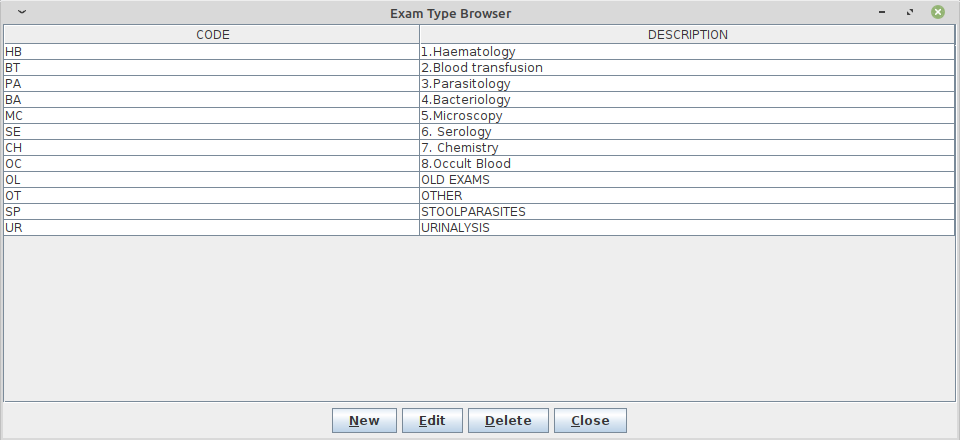 Exam Type Browser
CODE DESCRIPTION
HB 1.Haematology
BT 2.Blood transfusion
PA 3.Parasitology
BA 4.Bacteriology
MC 5.Microscopy
SE 6. Serology
CH 7. Chemistry
OC 8.Occult Blood
OL OLD EXAMS
OT OTHER
SP STOOLPARASITES
UR URINALYSIS
New Edit Delete Close